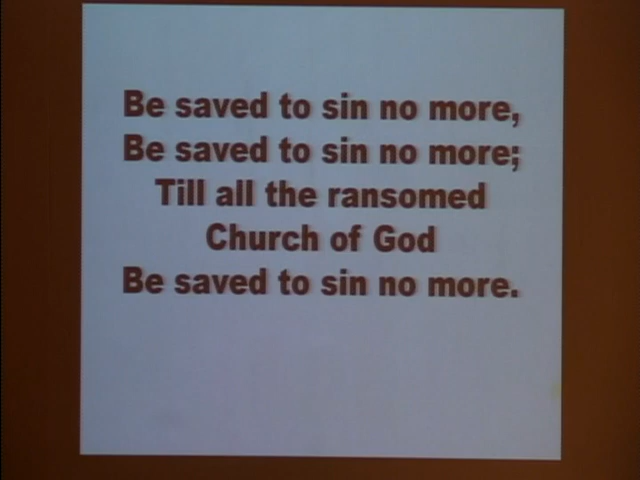 Be saved to sin no more,
Be saved to sin no more;
Till all the ransomed
Church of God
Be saved to sin no more.